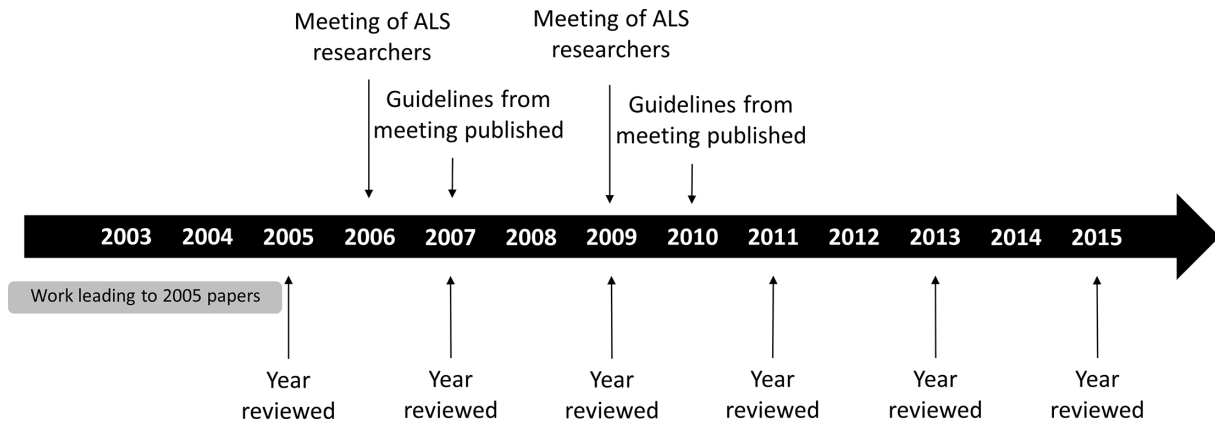 Meeting of ALS
researchers
Meeting of ALS
researchers
Guidelines from
meeting published
Guidelines from
meeting published
2003 2004 2005 2006 2007 2008 2009 2010 2011 2012 2013 2014 2015
Work leading to 2005 papers
Year
reviewed
Year
reviewed
Year
reviewed
Year
reviewed
Year
reviewed
Year
reviewed